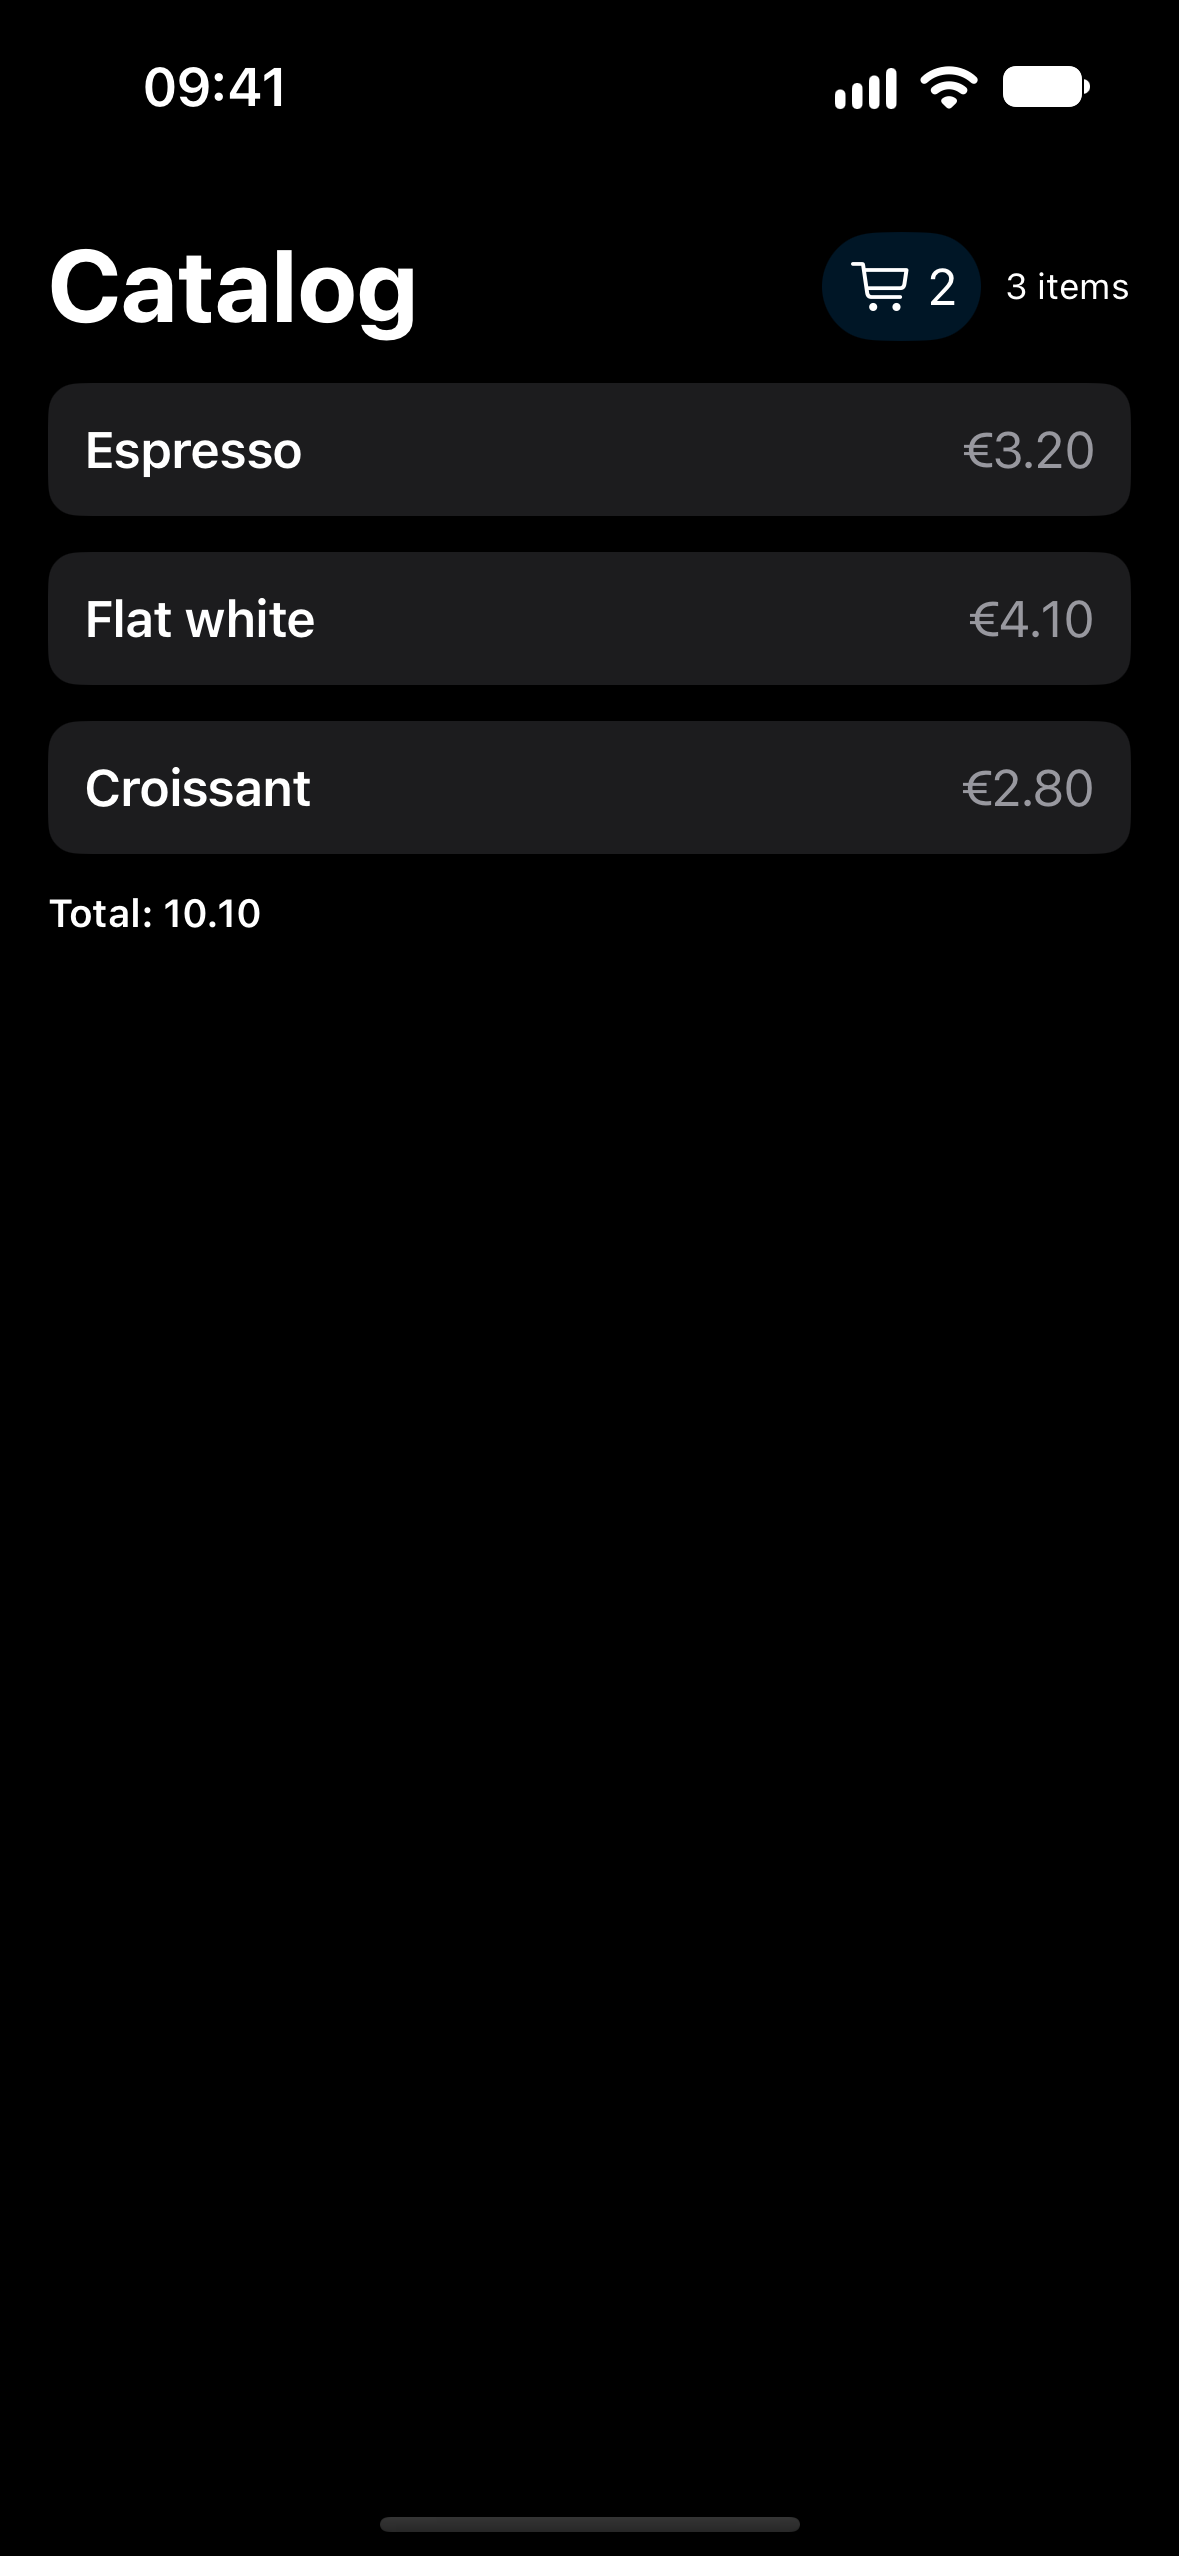 09:41
Catalog 2 3 items
Espresso €3.20
Flat white €4.10
Croissant €2.80
Total: 10.10